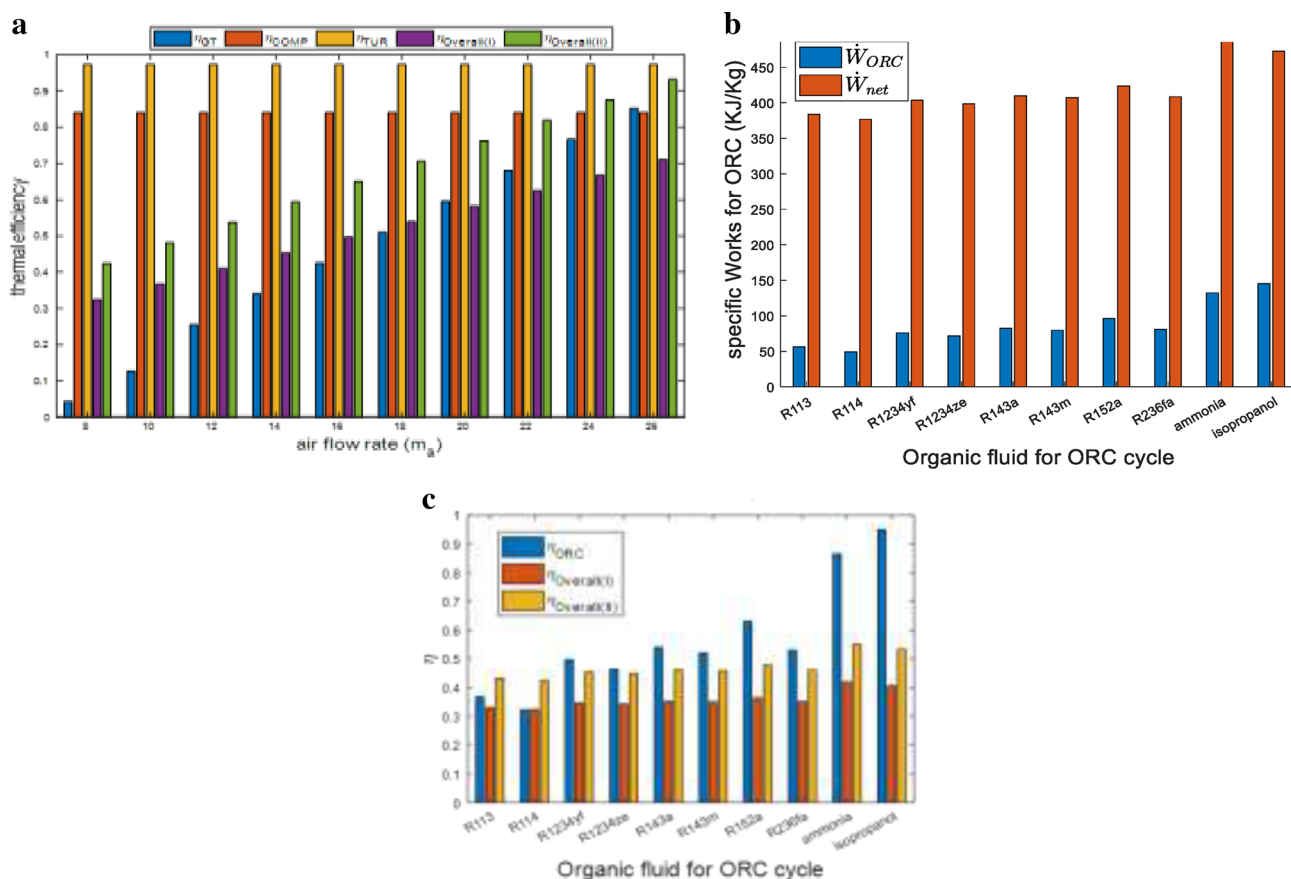 a
ηGT ηCOMP ηTUR ηOverall(I) ηOverall(II)
1
0.9
0.8
0.7
0.6
0.5
0.4
0.3
0.2
0.1
0
thermal efficiency
8 10 12 14 16 18 20 22 24 26
air flow rate (ma)
b
ẆORC
Ẇnet
450
400
350
300
250
200
150
100
50
0
specific Works for ORC (KJ/Kg)
R113 R114 R1234yf R1234ze R143a R143m R152a R236fa ammonia isopropanol
Organic fluid for ORC cycle
c
ηORC
ηOverall(I)
ηOverall(II)
1
0.9
0.8
0.7
0.6
0.5
0.4
0.3
0.2
0.1
0
η
R113 R114 R1234yf R1234ze R143a R143m R152a R236fa ammonia isopropanol
Organic fluid for ORC cycle